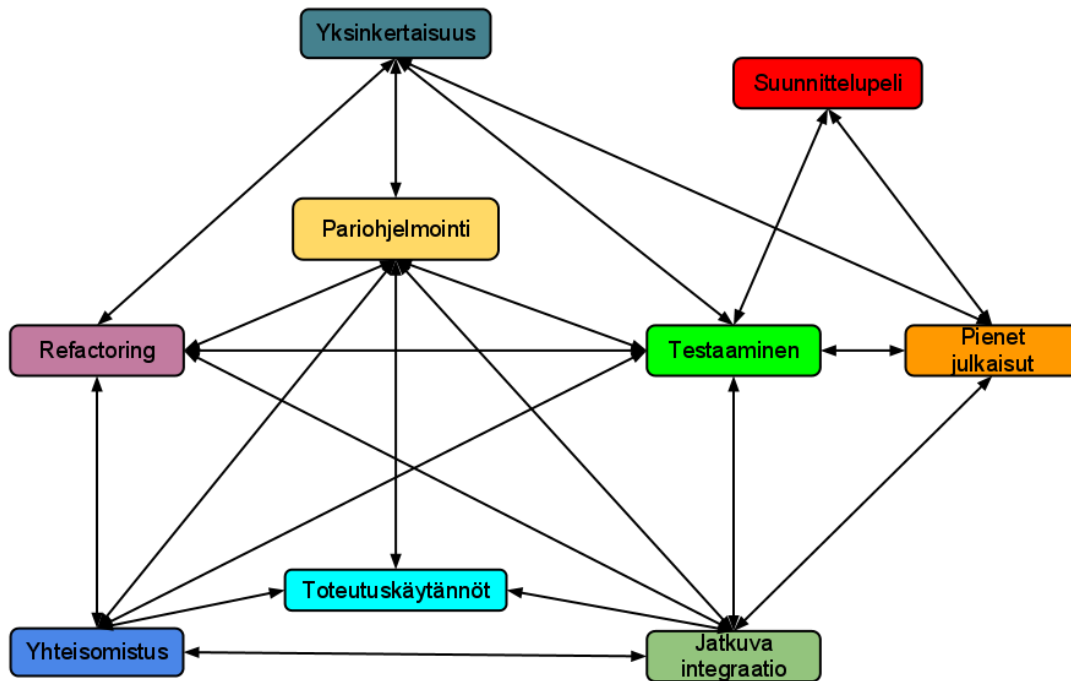 Yksinkertaisuus
Suunnittelupeli
Pariohjelmointi
Refactoring
Testaaminen
Pienet
julkaisut
Toteutuskäytännöt
Yhteisomistus
Jatkuva
integraatio